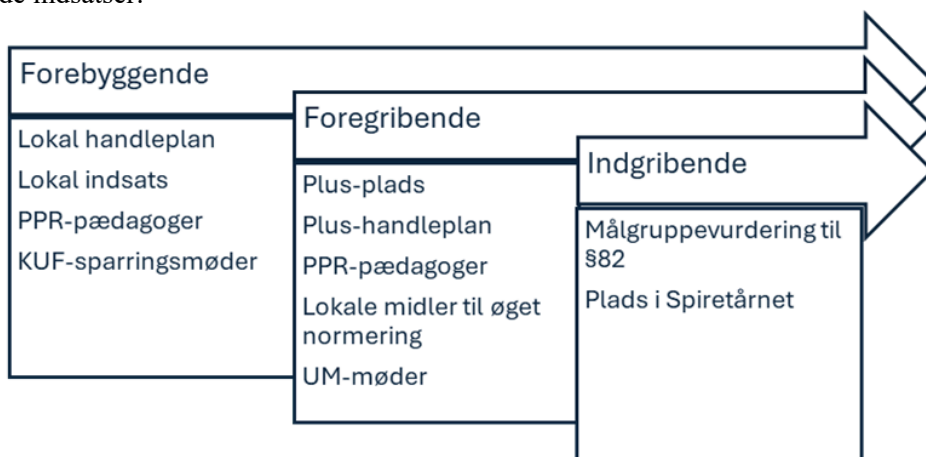 de indsatser.
Forebyggende
Lokal handleplan
Lokal indsats
PPR-pædagoger
KUF-sparringsmøder
Foregribende
Plus-plads
Plus-handleplan
PPR-pædagoger
Lokale midler til øget
normering
UM-møder
Indgribende
Målgruppevurdering til
§82
Plads i Spiretårnet